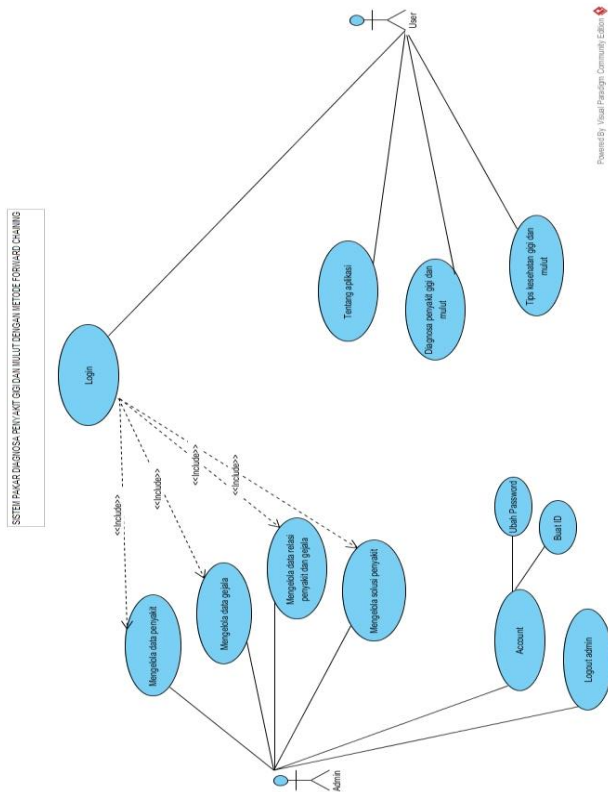 SISTEM PAKAR DIAGNOSA PENYAKIT GIGI DAN MULUT DENGAN METODE FORWARD CHAINING
Login
<<Include>>
<<Include>>
<<Include>>
<<Include>>
Mengelola data penyakit
Mengelola data gejala
Mengelola data relasi
penyakit dan gejala
Mengelola solusi penyakit
Admin
Account
Ubah Password
Buat ID
Logout admin
Tentang aplikasi
Diagnosa penyakit gigi dan
mulut
Tips kesehatan gigi dan
mulut
User
Powered By Visual Paradigm Community Edition